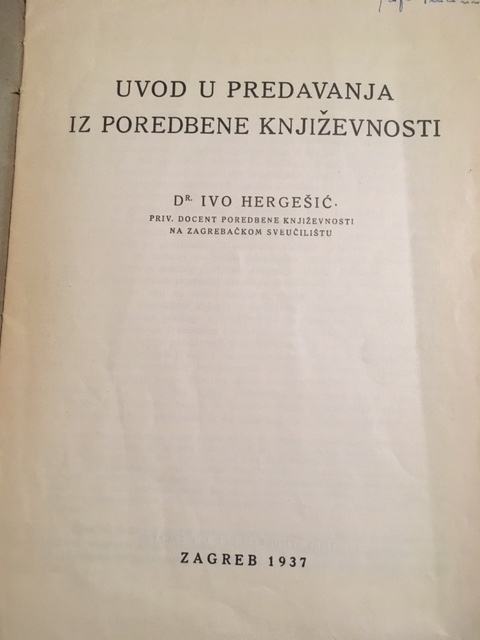 UVOD U PREDAVANJA
IZ POREDBENE KNJIŽEVNOSTI
DR. IVO HERGEŠIĆ.
PRIV. DOCENT POREDBENE KNJIŽEVNOSTI
NA ZAGREBAČKOM SVEUČILIŠTU
ZAGREB 1937